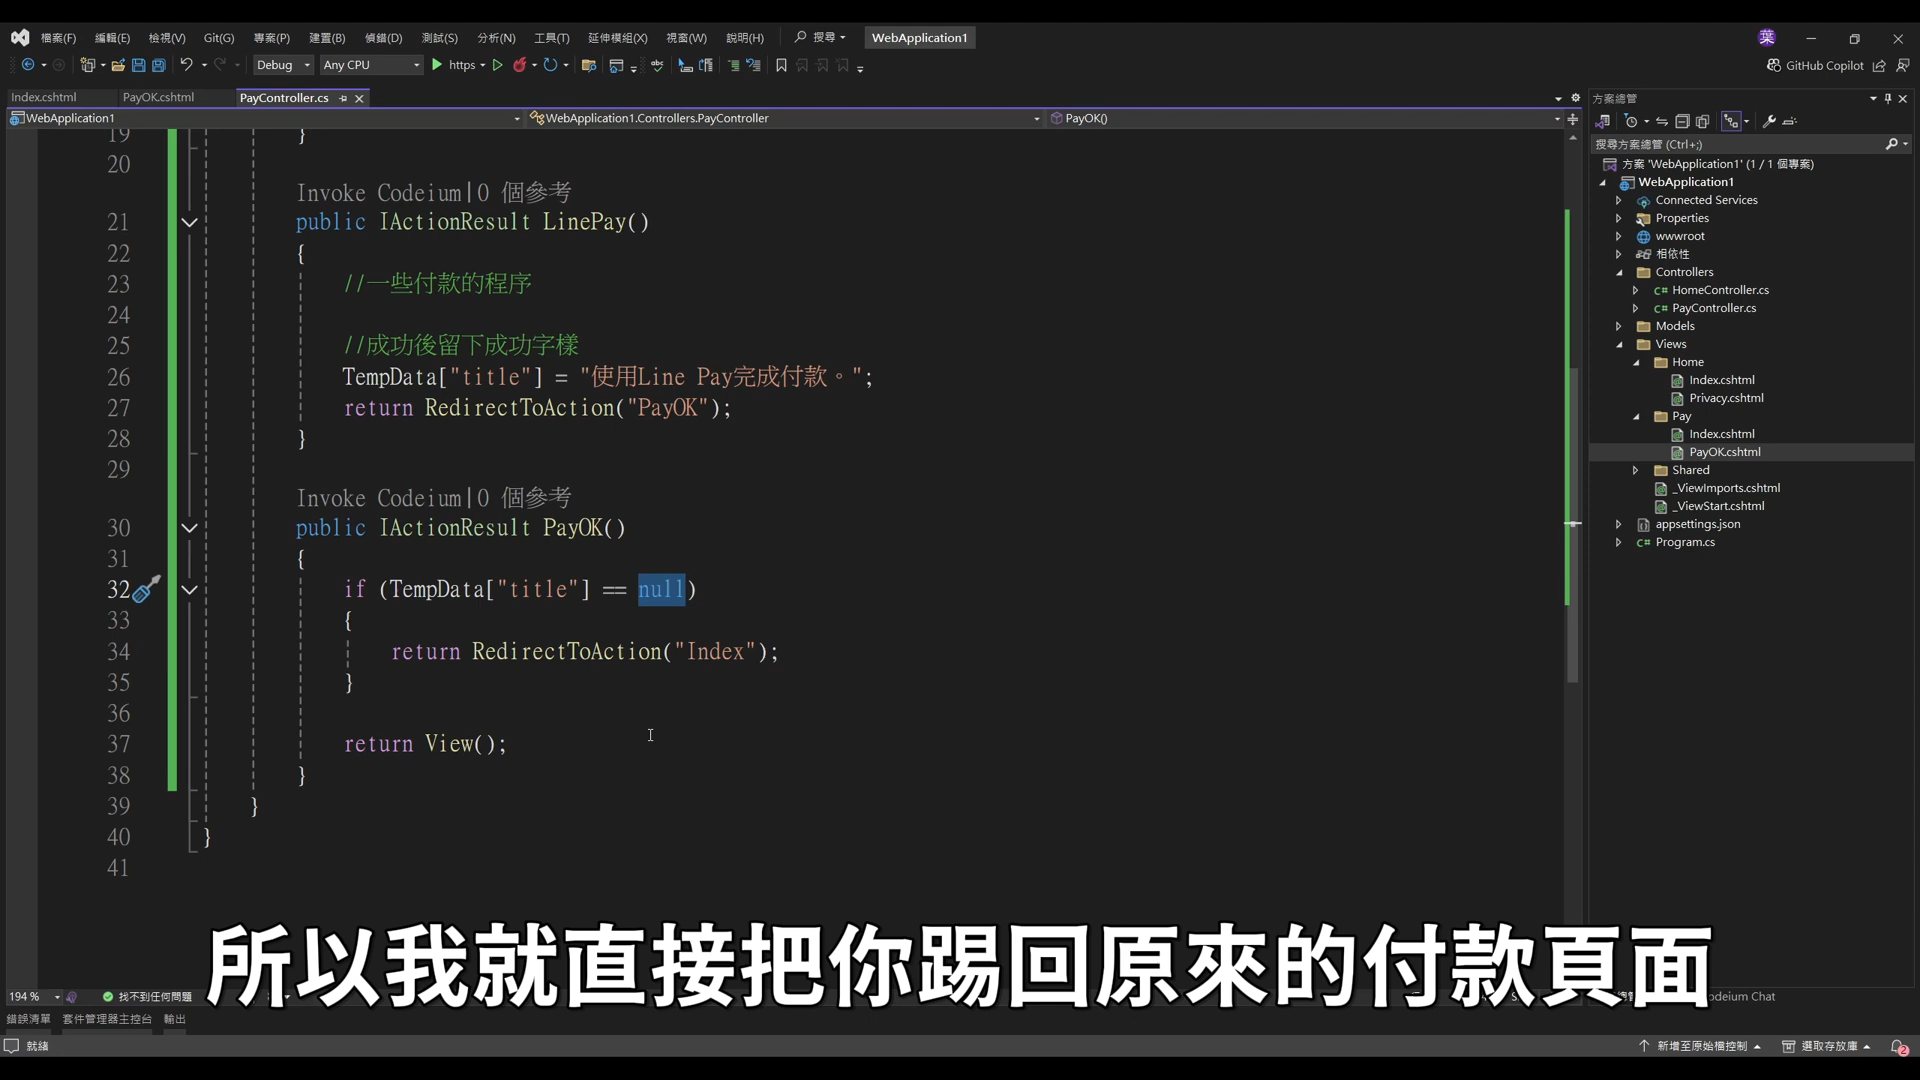 檔案(F) 編輯(E) 檢視(V) Git(G) 專案(P) 建置(B) 偵錯(D) 測試(S) 分析(N) 工具(T) 延伸模組(X) 視窗(W) 說明(H) 搜尋 WebApplication1 葉
Debug Any CPU https GitHub Copilot
Index.cshtml PayOK.cshtml PayController.cs
WebApplication1 WebApplication1.Controllers.PayController PayOK()
19 }
20
Invoke Codeium|0 個參考
21 public IActionResult LinePay()
22 {
23 //一些付款的程序
24
25 //成功後留下成功字樣
26 TempData["title"] = "使用Line Pay完成付款。";
27 return RedirectToAction("PayOK");
28 }
29
Invoke Codeium|0 個參考
30 public IActionResult PayOK()
31 {
32 if (TempData["title"] == null)
33 {
34 return RedirectToAction("Index");
35 }
36
37 return View();
38 }
39 }
40 }
41
方案總管
搜尋方案總管 (Ctrl+;)
方案 'WebApplication1' (1 / 1 個專案)
WebApplication1
Connected Services
Properties
wwwroot
相依性
Controllers
C# HomeController.cs
C# PayController.cs
Models
Views
Home
Index.cshtml
Privacy.cshtml
Pay
Index.cshtml
PayOK.cshtml
Shared
_ViewImports.cshtml
_ViewStart.cshtml
appsettings.json
C# Program.cs
所以我就直接把你踢回原來的付款頁面
194 % 找不到任何問題
odeium Chat
錯誤清單 套件管理器主控台 輸出
就緒 新增至原始檔控制 選取存放庫 2